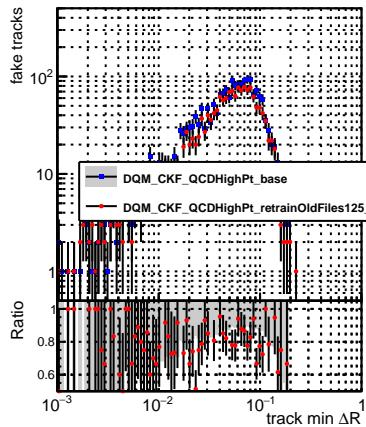 fake tracks
10²
10
1
DQM_CKF_QCDHighPt_base
DQM_CKF_QCDHighPt_retrainOldFiles125_
Ratio
1
0.8
0.6
10⁻³ 10⁻² 10⁻¹ 1
track min ΔR